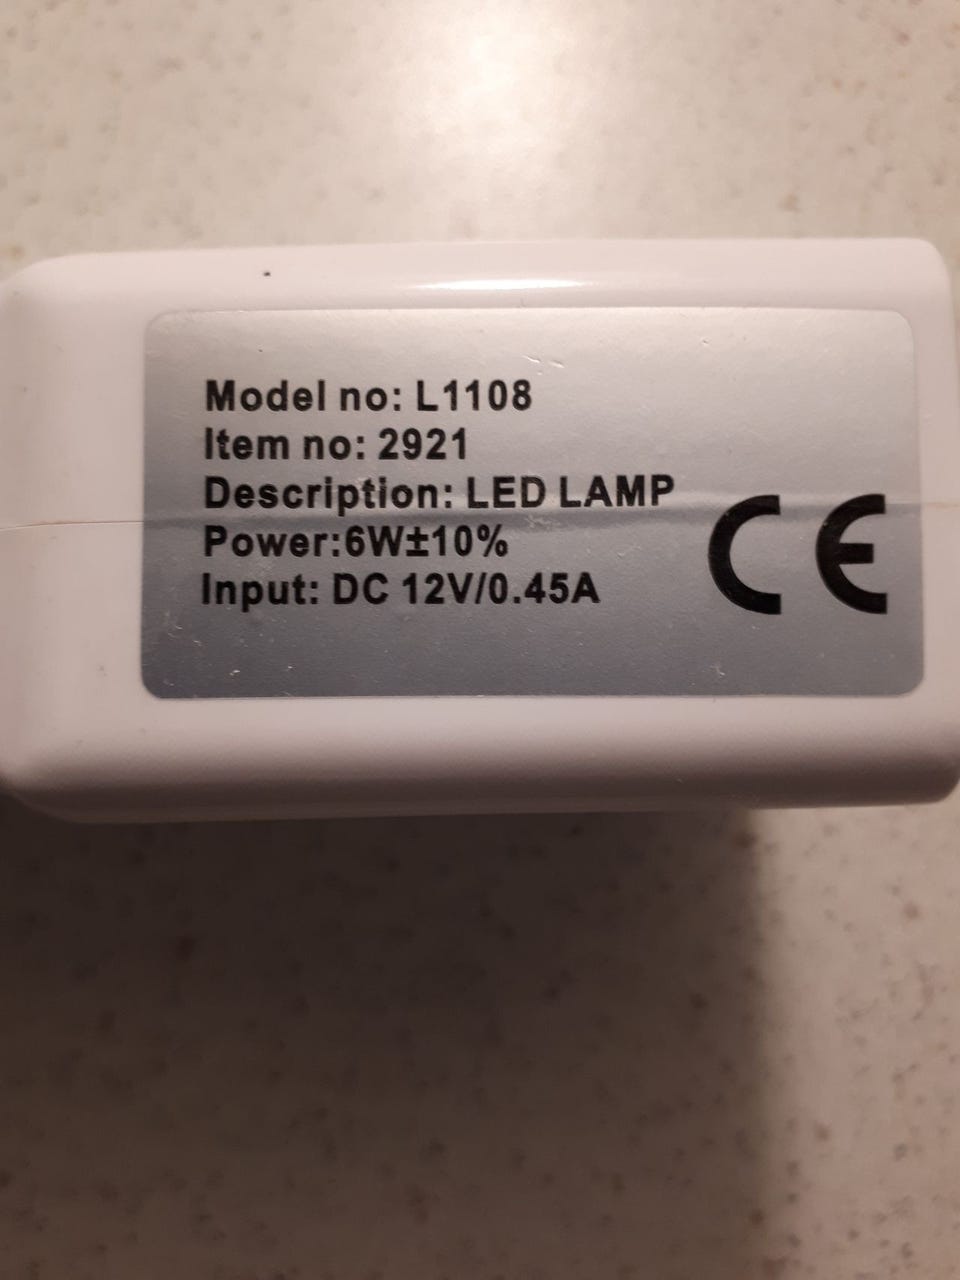 Model no: L1108
Item no: 2921
Description: LED LAMP
Power:6W±10%
Input: DC 12V/0.45A
CE